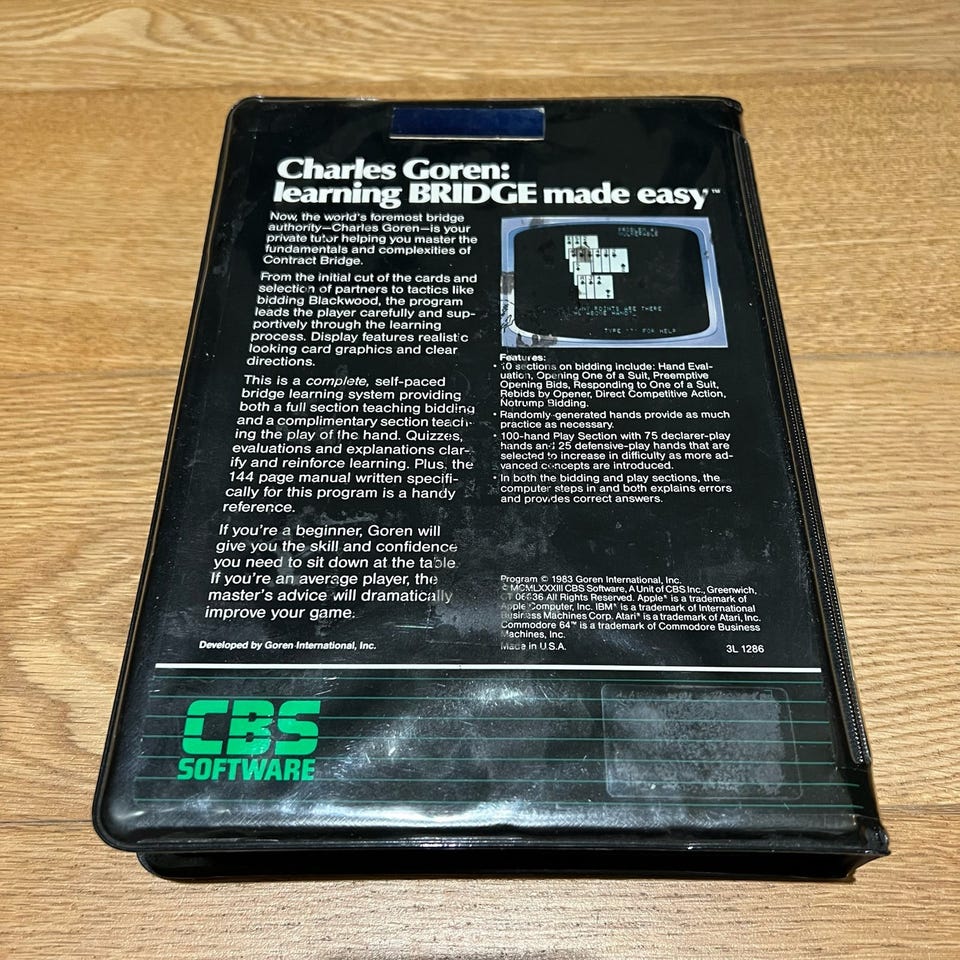 Charles Goren:
learning BRIDGE made easy™
Now, the world's foremost bridge
authority—Charles Goren—is your
private tutor helping you master the
fundamentals and complexities of
Contract Bridge.
From the initial cut of the cards and
selection of partners to tactics like
bidding Blackwood, the program
leads the player carefully and sup-
portively through the learning
process. Display features realistic
looking card graphics and clear
directions.
This is a complete, self-paced
bridge learning system providing
both a full section teaching bidding
and a complimentary section teach-
ing the play of the hand. Quizzes,
evaluations and explanations clar-
ify and reinforce learning. Plus, the
144 page manual written specifi-
cally for this program is a handy
reference.
If you're a beginner, Goren will
give you the skill and confidence
you need to sit down at the table.
If you're an average player, the
master's advice will dramatically
improve your game.
Developed by Goren International, Inc.
PROBLEM #1
VULNERABLE
POINTS ARE THERE
TYPE '?' FOR HELP
Features:
• 10 sections on bidding include: Hand Eval-
uation, Opening One of a Suit, Preemptive
Opening Bids, Responding to One of a Suit,
Rebids by Opener, Direct Competitive Action,
Notrump Bidding.
• Randomly-generated hands provide as much
practice as necessary.
• 100-hand Play Section with 75 declarer-play
hands and 25 defensive-play hands that are
selected to increase in difficulty as more ad-
vanced concepts are introduced.
• In both the bidding and play sections, the
computer steps in and both explains errors
and provides correct answers.
Program © 1983 Goren International, Inc.
© MCMLXXXIII CBS Software, A Unit of CBS Inc., Greenwich,
CT 06836 All Rights Reserved. Apple® is a trademark of
Apple Computer, Inc. IBM® is a trademark of International
Business Machines Corp. Atari® is a trademark of Atari, Inc.
Commodore 64™ is a trademark of Commodore Business
Machines, Inc.
Made in U.S.A.
3L 1286
CBS
SOFTWARE